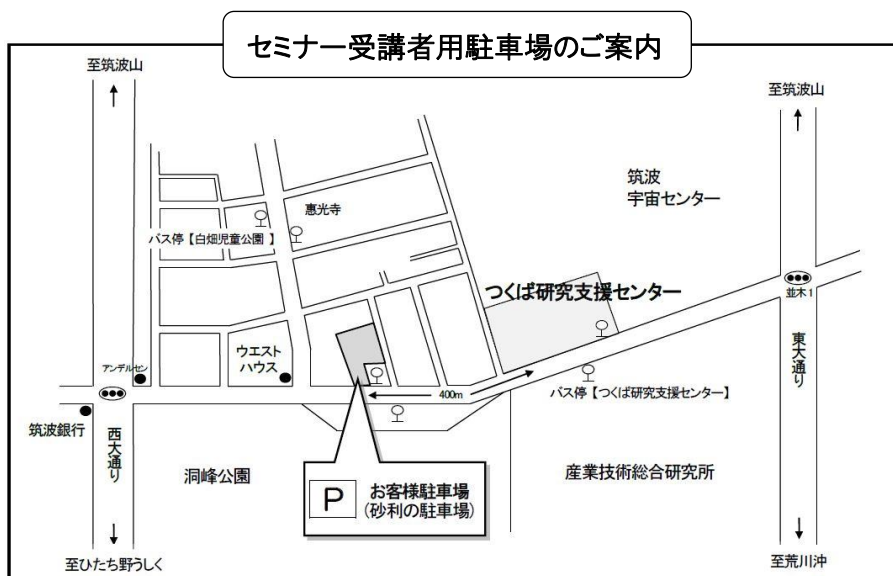 セミナー受講者用駐車場のご案内
至筑波山
至筑波山
筑波
宇宙センター
恵光寺
バス停【白畑児童公園 】
つくば研究支援センター
並木1
ウエスト
ハウス
アンデルセン
東大通り
400m
バス停【つくば研究支援センター】
筑波銀行
西大通り
洞峰公園
産業技術総合研究所
P
お客様駐車場
(砂利の駐車場)
至ひたち野うしく
至荒川沖